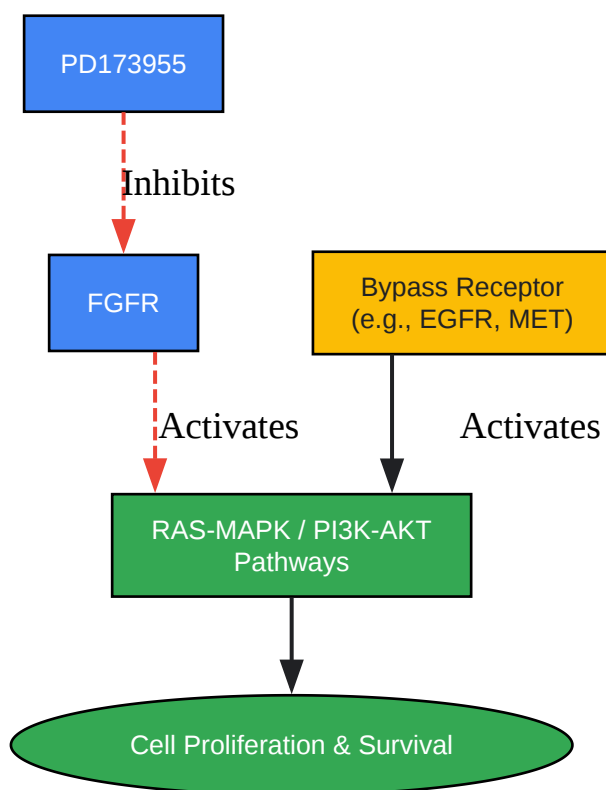 PD173955
Inhibits
FGFR
Bypass Receptor
(e.g., EGFR, MET)
Activates
Activates
RAS-MAPK / PI3K-AKT
Pathways
Cell Proliferation & Survival